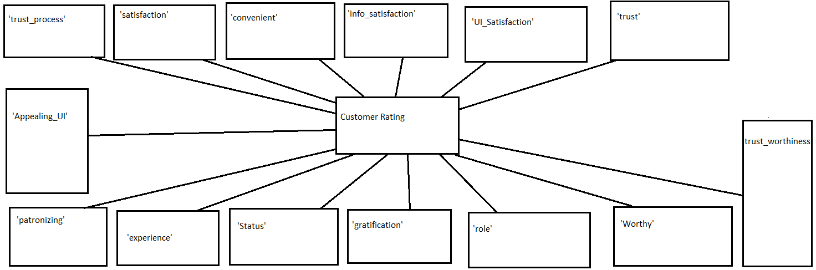 'trust_process'
'satisfaction'
'convenient'
'Info_satisfaction'
'UI_Satisfaction'
'trust'
'Appealing_UI'
Customer Rating
trust_worthiness
'patronizing'
'experience'
'Status'
'gratification'
'role'
'Worthy'